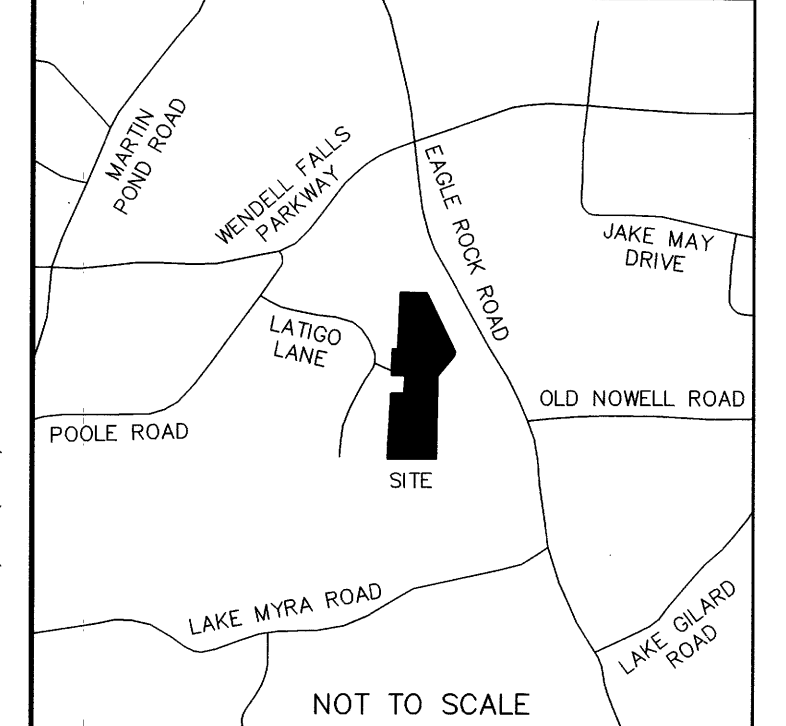 MARTIN
POND ROAD
WENDELL FALLS
PARKWAY
EAGLE ROCK ROAD
JAKE MAY
DRIVE
LATIGO
LANE
OLD NOWELL ROAD
POOLE ROAD
SITE
LAKE MYRA ROAD
LAKE GILARD
ROAD
NOT TO SCALE